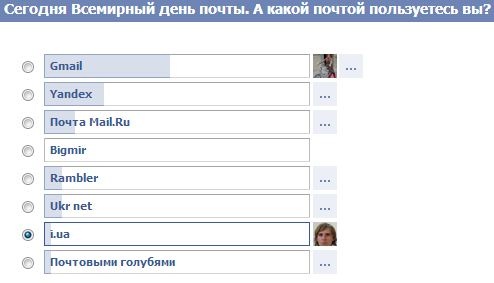 Сегодня Всемирный день почты. А какой почтой пользуетесь вы?
Gmail ...
Yandex ...
Почта Mail.Ru ...
Bigmir
Rambler ...
Ukr net ...
i.ua
Почтовыми голубями ...